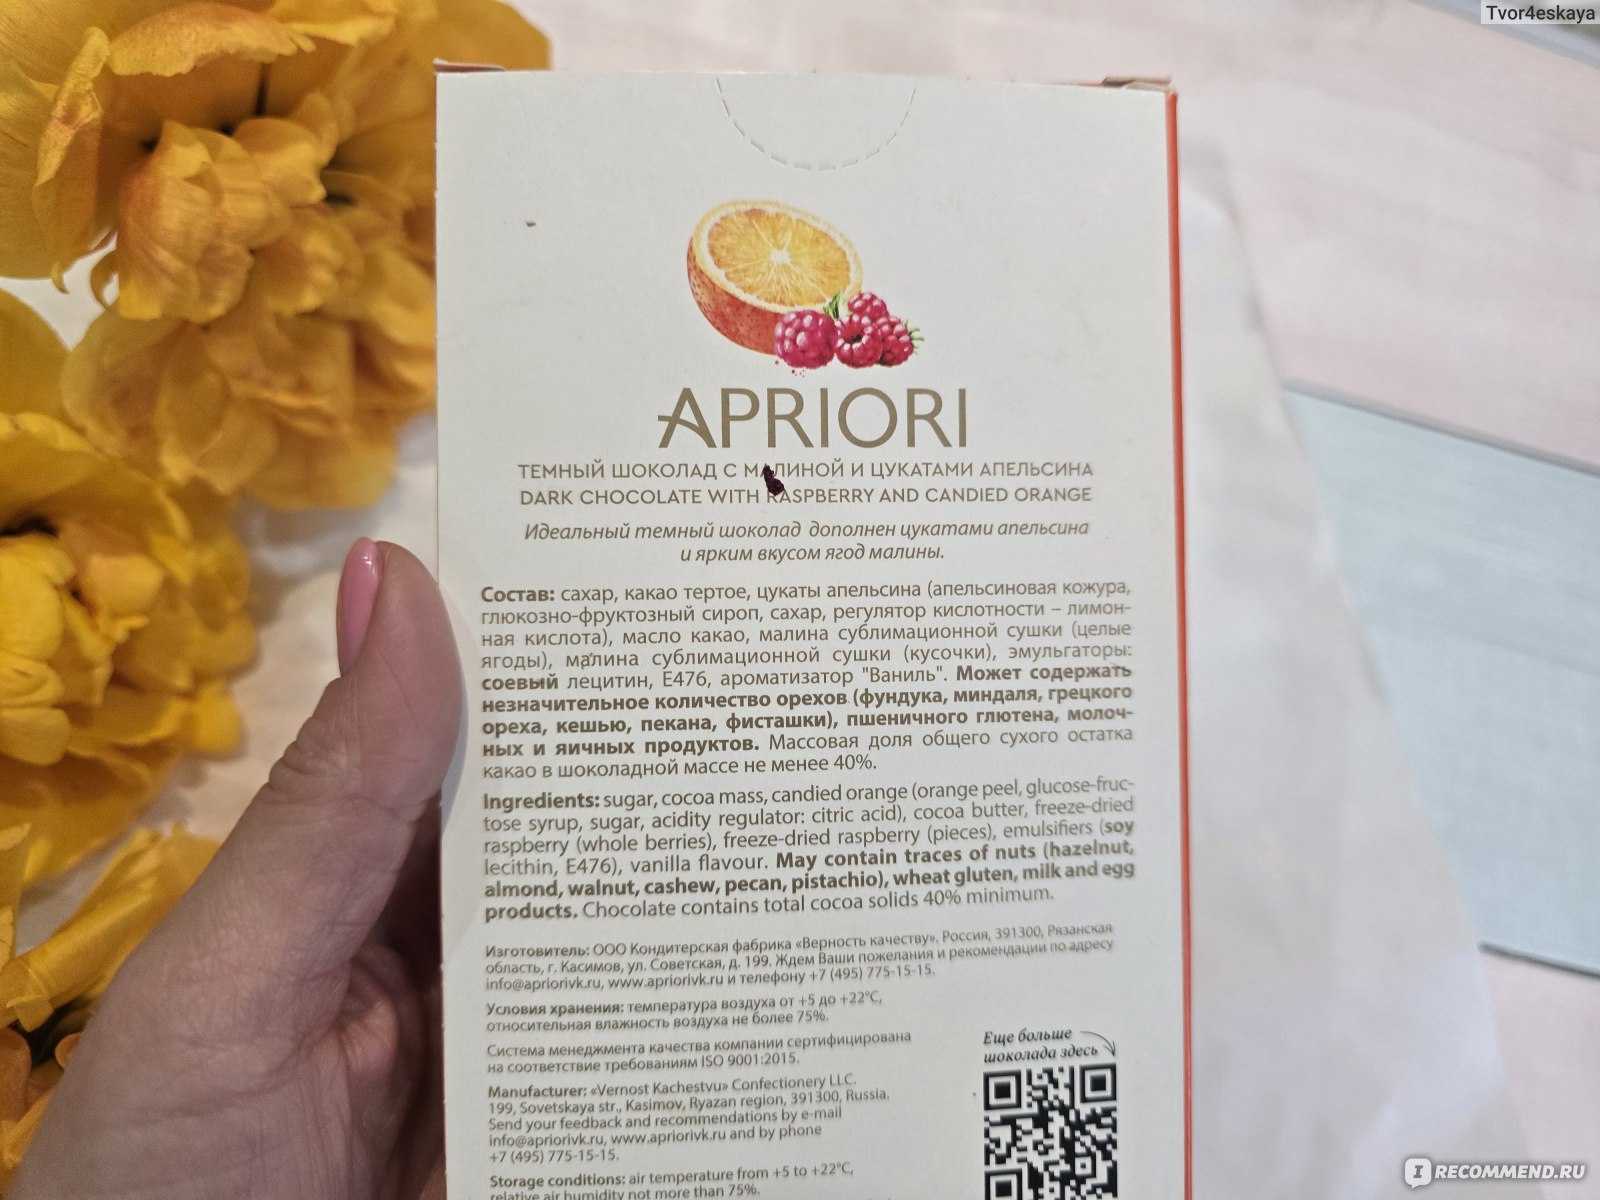 Tvor4eskaya
APRIORI
ТЕМНЫЙ ШОКОЛАД С МАЛИНОЙ И ЦУКАТАМИ АПЕЛЬСИНА
DARK CHOCOLATE WITH RASPBERRY AND CANDIED ORANGE
Идеальный темный шоколад дополнен цукатами апельсина
и ярким вкусом ягод малины.
Состав: сахар, какао тертое, цукаты апельсина (апельсиновая кожура,
глюкозно-фруктозный сироп, сахар, регулятор кислотности – лимон-
ная кислота), масло какао, малина сублимационной сушки (целые
ягоды), малина сублимационной сушки (кусочки), эмульгаторы:
соевый лецитин, Е476, ароматизатор "Ваниль". Может содержать
незначительное количество орехов (фундука, миндаля, грецкого
ореха, кешью, пекана, фисташки), пшеничного глютена, молоч-
ных и яичных продуктов. Массовая доля общего сухого остатка
какао в шоколадной массе не менее 40%.
Ingredients: sugar, cocoa mass, candied orange (orange peel, glucose-fruc-
tose syrup, sugar, acidity regulator: citric acid), cocoa butter, freeze-dried
raspberry (whole berries), freeze-dried raspberry (pieces), emulsifiers (soy
lecithin, E476), vanilla flavour. May contain traces of nuts (hazelnut,
almond, walnut, cashew, pecan, pistachio), wheat gluten, milk and egg
products. Chocolate contains total cocoa solids 40% minimum.
Изготовитель: ООО Кондитерская фабрика «Верность качеству». Россия, 391300, Рязанская
область, г. Касимов, ул. Советская, д. 199. Ждем Ваши пожелания и рекомендации по адресу
info@apriorivk.ru, www.apriorivk.ru и телефону +7 (495) 775-15-15.
Условия хранения: температура воздуха от +5 до +22°С,
относительная влажность воздуха не более 75%.
Система менеджмента качества компании сертифицирована
на соответствие требованиям ISO 9001:2015.
Еще больше
шоколада здесь
Manufacturer: «Vernost Kachestvu» Confectionery LLC.
199, Sovetskaya str., Kasimov, Ryazan region, 391300, Russia.
Send your feedback and recommendations by e-mail
info@apriorivk.ru, www.apriorivk.ru and by phone
+7 (495) 775-15-15.
Storage conditions: air temperature from +5 to +22°C,
relative air humidity not more than 75%.
IRECOMMEND.RU